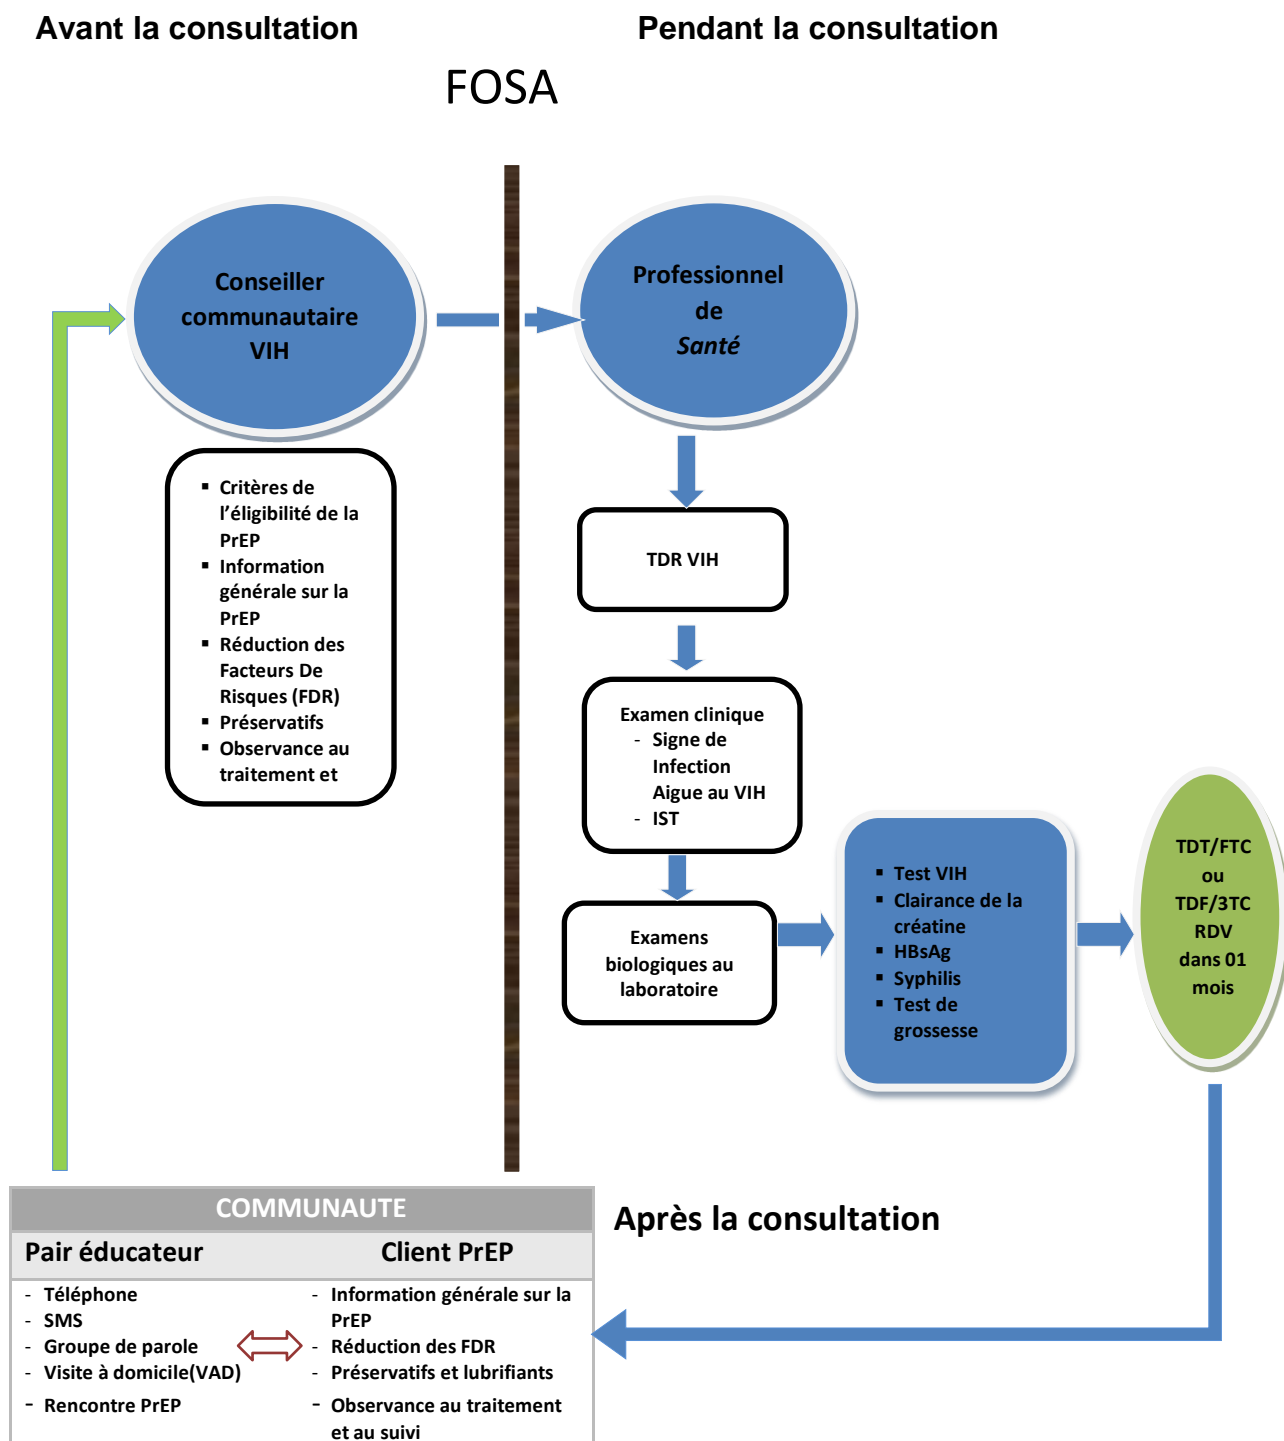 Avant la consultation
Pendant la consultation
FOSA
Conseiller
communautaire
VIH
Professionnel
de
Santé
▪ Critères de
l'éligibilité de la
PrEP
▪ Information
générale sur la
PrEP
▪ Réduction des
Facteurs De
Risques (FDR)
▪ Préservatifs
▪ Observance au
traitement et
TDR VIH
Examen clinique
- Signe de
Infection
Aigue au VIH
- IST
Examens
biologiques au
laboratoire
▪ Test VIH
▪ Clairance de la
créatine
▪ HBsAg
▪ Syphilis
▪ Test de
grossesse
TDT/FTC
ou
TDF/3TC
RDV
dans 01
mois
Après la consultation
COMMUNAUTE
Pair éducateur
- Téléphone
- SMS
- Groupe de parole
- Visite à domicile(VAD)
- Rencontre PrEP
Client PrEP
- Information générale sur la
PrEP
- Réduction des FDR
- Préservatifs et lubrifiants
- Observance au traitement
et au suivi